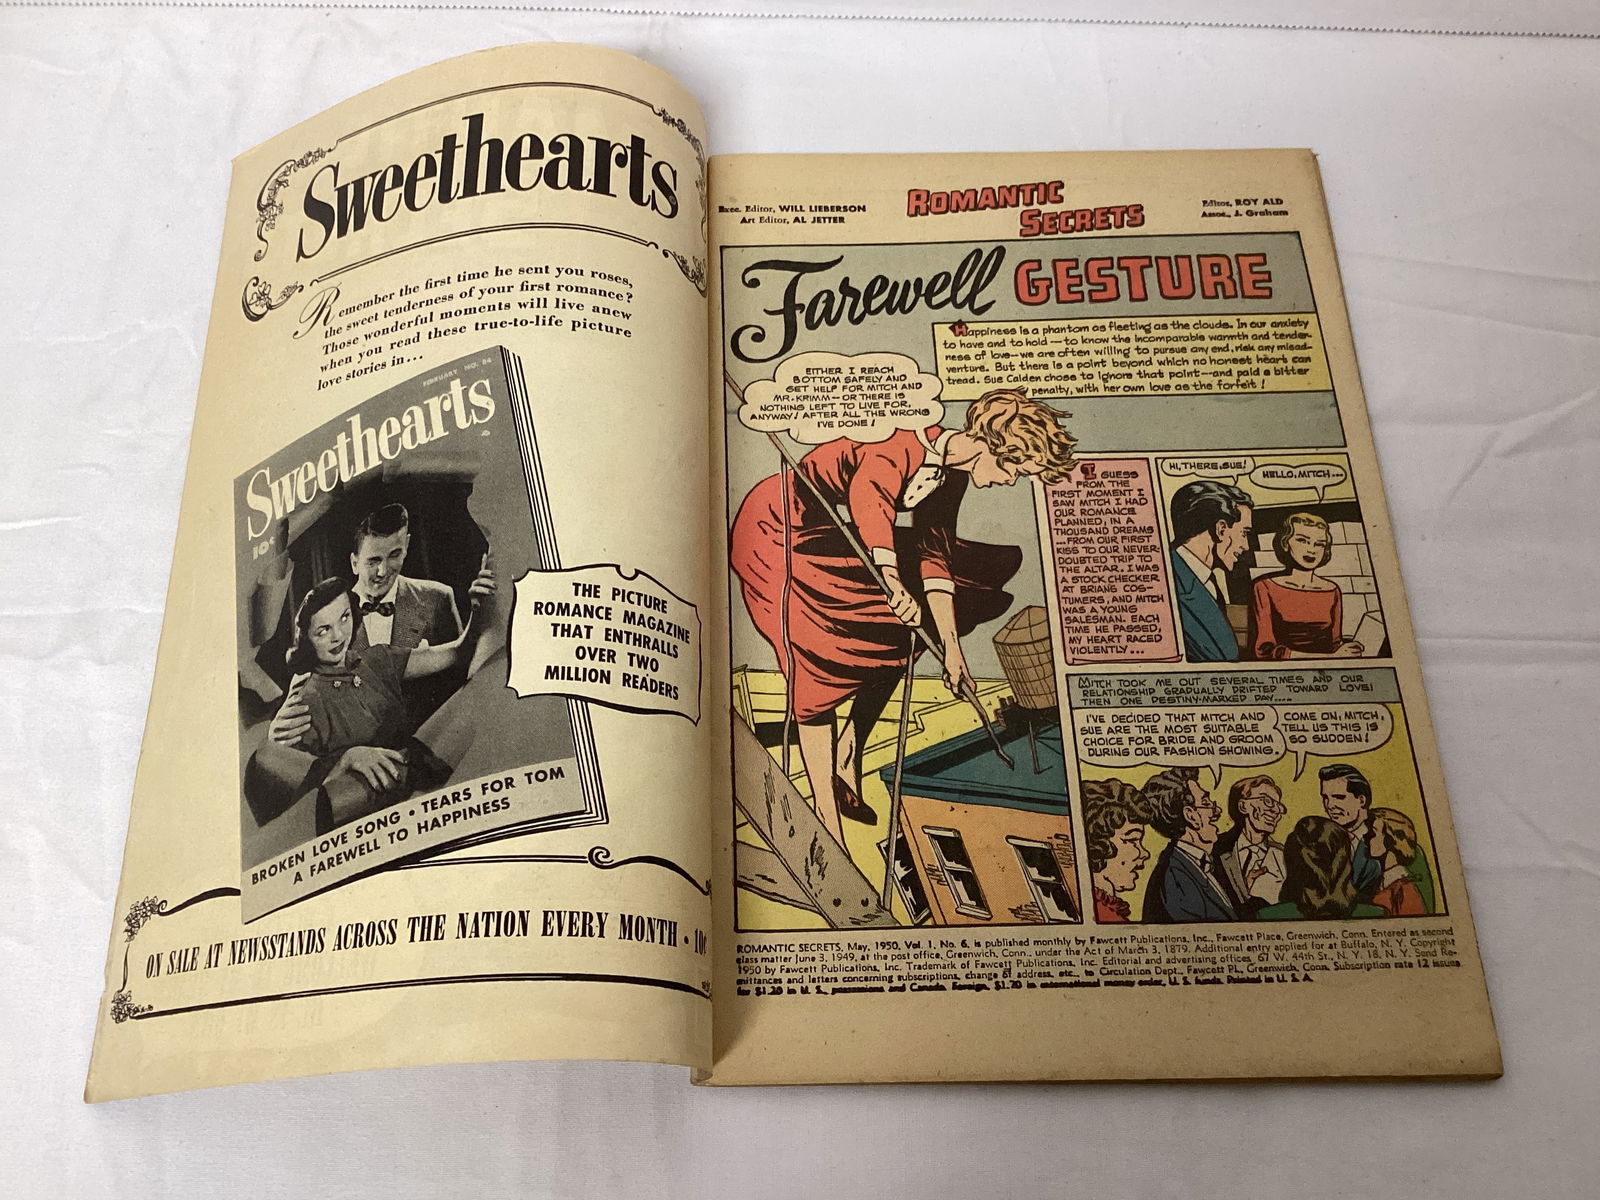 Sweethearts
Remember the first time he sent you roses,
the sweet tenderness of your first romance?
Those wonderful moments will live anew
when you read these true-to-life picture
love stories in...
FEBRUARY NO.
Sweethearts
10¢
THE PICTURE
ROMANCE MAGAZINE
THAT ENTHRALLS
OVER TWO
MILLION READERS
BROKEN LOVE SONG • TEARS FOR TOM
A FAREWELL TO HAPPINESS
ON SALE AT NEWSSTANDS ACROSS THE NATION EVERY MONTH • 10¢
Exec. Editor, WILL LIEBERSON
Art Editor, AL JETTER
ROMANTIC
SECRETS
Editor, ROY ALD
Assoc., J. Graham
Farewell GESTURE
Happiness is a phantom as fleeting as the clouds. In our anxiety
to have and to hold — to know the incomparable warmth and tender-
ness of love — we are often willing to pursue any end, risk any misad-
venture. But there is a point beyond which no honest heart can
tread. Sue Calden chose to ignore that point — and paid a bitter
penalty, with her own love as the forfeit!
EITHER I REACH
BOTTOM SAFELY AND
GET HELP FOR MITCH AND
MR. KRIMM — OR THERE IS
NOTHING LEFT TO LIVE FOR,
ANYWAY! AFTER ALL THE WRONG
I'VE DONE!
I GUESS
FROM THE
FIRST MOMENT I
SAW MITCH I HAD
OUR ROMANCE
PLANNED, IN A
THOUSAND DREAMS
...FROM OUR FIRST
KISS TO OUR NEVER-
DOUBTED TRIP TO
THE ALTAR. I WAS
A STOCK CHECKER
AT BRIANS COS-
TUMERS, AND MITCH
WAS A YOUNG
SALESMAN. EACH
TIME HE PASSED,
MY HEART RACED
VIOLENTLY...
HI, THERE, SUE!
HELLO, MITCH...
MITCH TOOK ME OUT SEVERAL TIMES AND OUR
RELATIONSHIP GRADUALLY DRIFTED TOWARD LOVE!
THEN ONE DESTINY-MARKED DAY....
I'VE DECIDED THAT MITCH AND
SUE ARE THE MOST SUITABLE
CHOICE FOR BRIDE AND GROOM
DURING OUR FASHION SHOWING.
COME ON, MITCH,
TELL US THIS IS
SO SUDDEN!
ROMANTIC SECRETS, May, 1950, Vol. 1, No. 6, is published monthly by Fawcett Publications, Inc., Fawcett Place, Greenwich, Conn. Entered as second
class matter June 3, 1949, at the post office, Greenwich, Conn., under the Act of March 3, 1879. Additional entry applied for at Buffalo, N. Y. Copyright
1950 by Fawcett Publications, Inc. Trademark of Fawcett Publications, Inc. Editorial and advertising offices, 67 W. 44th St., N. Y. 18, N. Y. Send Re-
mittances and letters concerning subscriptions, change of address, etc., to Circulation Dept., Fawcett Pl., Greenwich, Conn. Subscription rate 12 issues
for $1.20 in U. S., possessions and Canada. Foreign, $1.70 in international money order, U. S. funds. Printed in U. S. A.